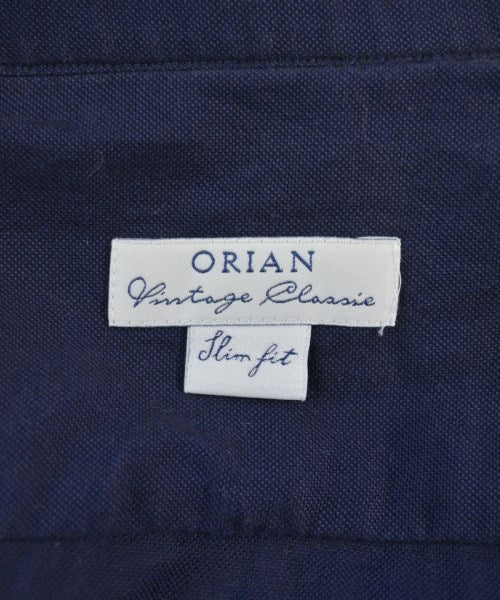 ORIAN
Vintage Classic
Slim fit